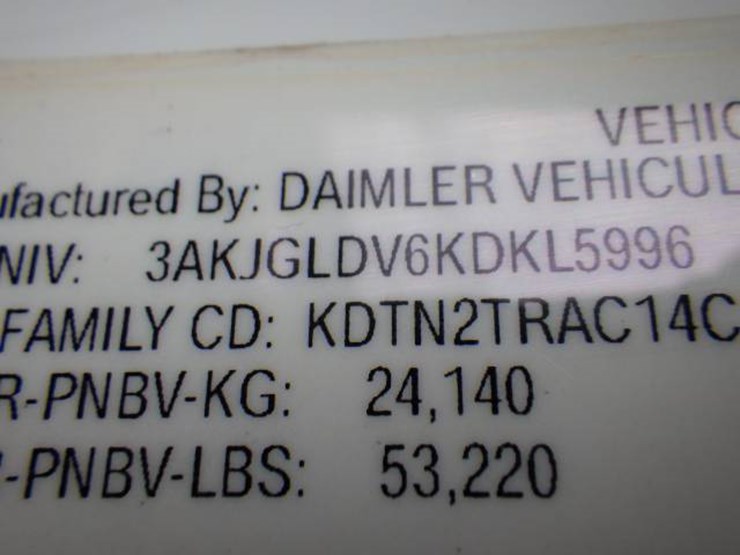 VEHIC
ufactured By: DAIMLER VEHICUL
NIV: 3AKJGLDV6KDKL5996
FAMILY CD: KDTN2TRAC14C
R-PNBV-KG: 24,140
-PNBV-LBS: 53,220